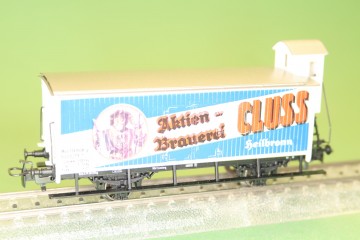 Aktien-
Brauerei
CLUSS
Heilbronn